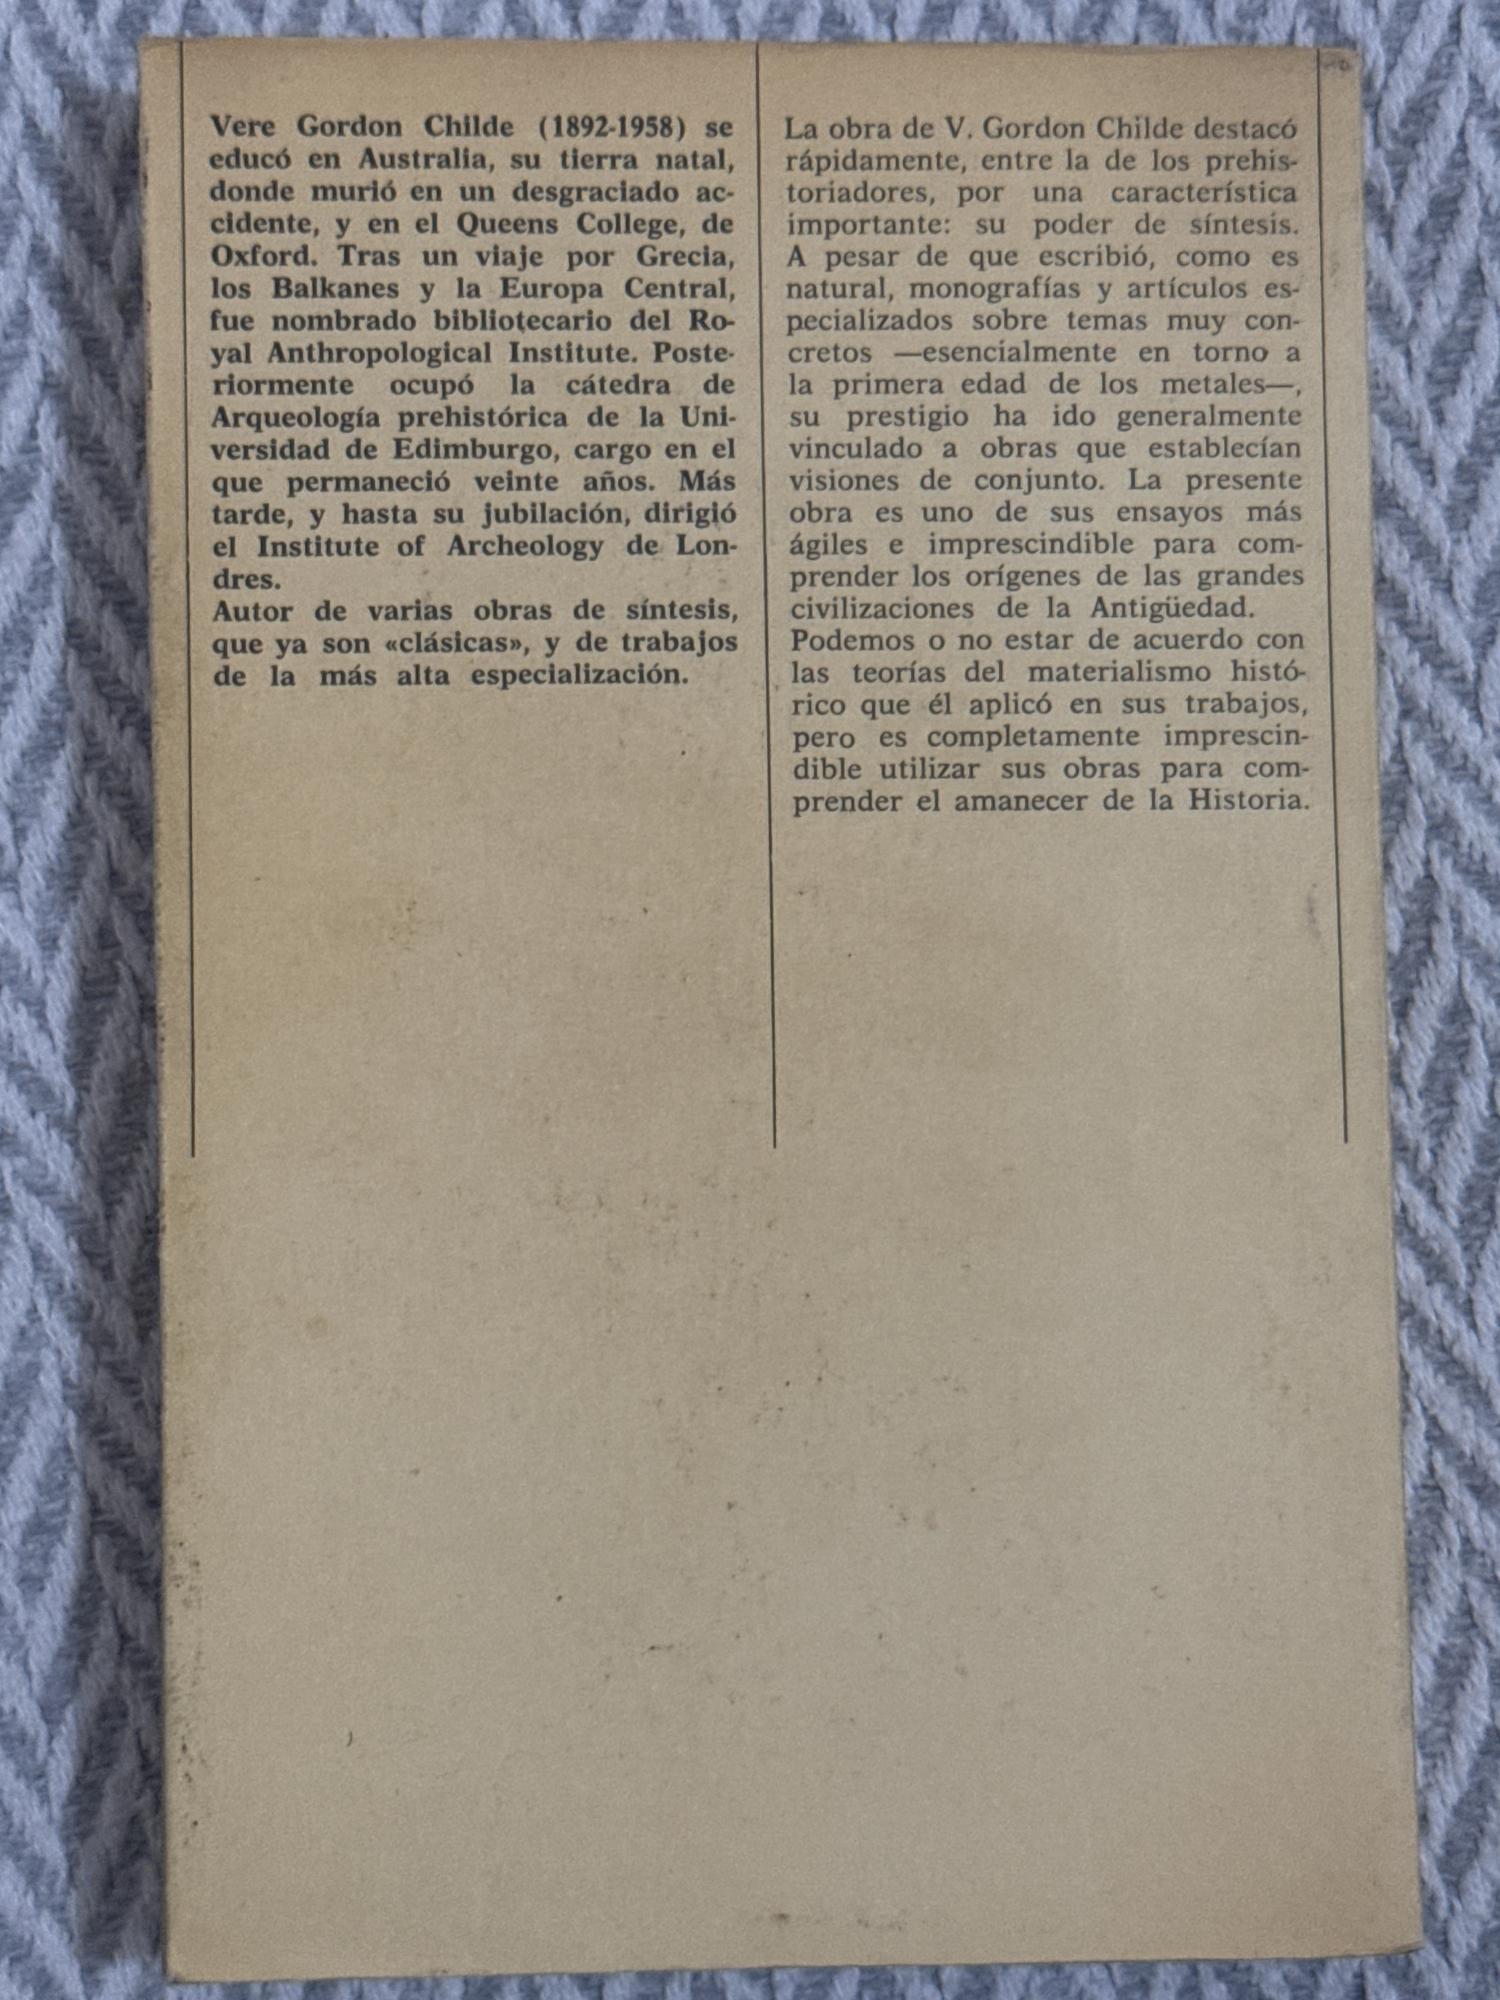 Vere Gordon Childe (1892-1958) se
educó en Australia, su tierra natal,
donde murió en un desgraciado ac-
cidente, y en el Queens College, de
Oxford. Tras un viaje por Grecia,
los Balkanes y la Europa Central,
fue nombrado bibliotecario del Ro-
yal Anthropological Institute. Poste-
riormente ocupó la cátedra de
Arqueología prehistórica de la Uni-
versidad de Edimburgo, cargo en el
que permaneció veinte años. Más
tarde, y hasta su jubilación, dirigió
el Institute of Archeology de Lon-
dres.
Autor de varias obras de síntesis,
que ya son «clásicas», y de trabajos
de la más alta especialización.
La obra de V. Gordon Childe destacó
rápidamente, entre la de los prehis-
toriadores, por una característica
importante: su poder de síntesis.
A pesar de que escribió, como es
natural, monografías y artículos es-
pecializados sobre temas muy con-
cretos —esencialmente en torno a
la primera edad de los metales—,
su prestigio ha ido generalmente
vinculado a obras que establecían
visiones de conjunto. La presente
obra es uno de sus ensayos más
ágiles e imprescindible para com-
prender los orígenes de las grandes
civilizaciones de la Antigüedad.
Podemos o no estar de acuerdo con
las teorías del materialismo histó-
rico que él aplicó en sus trabajos,
pero es completamente imprescin-
dible utilizar sus obras para com-
prender el amanecer de la Historia.